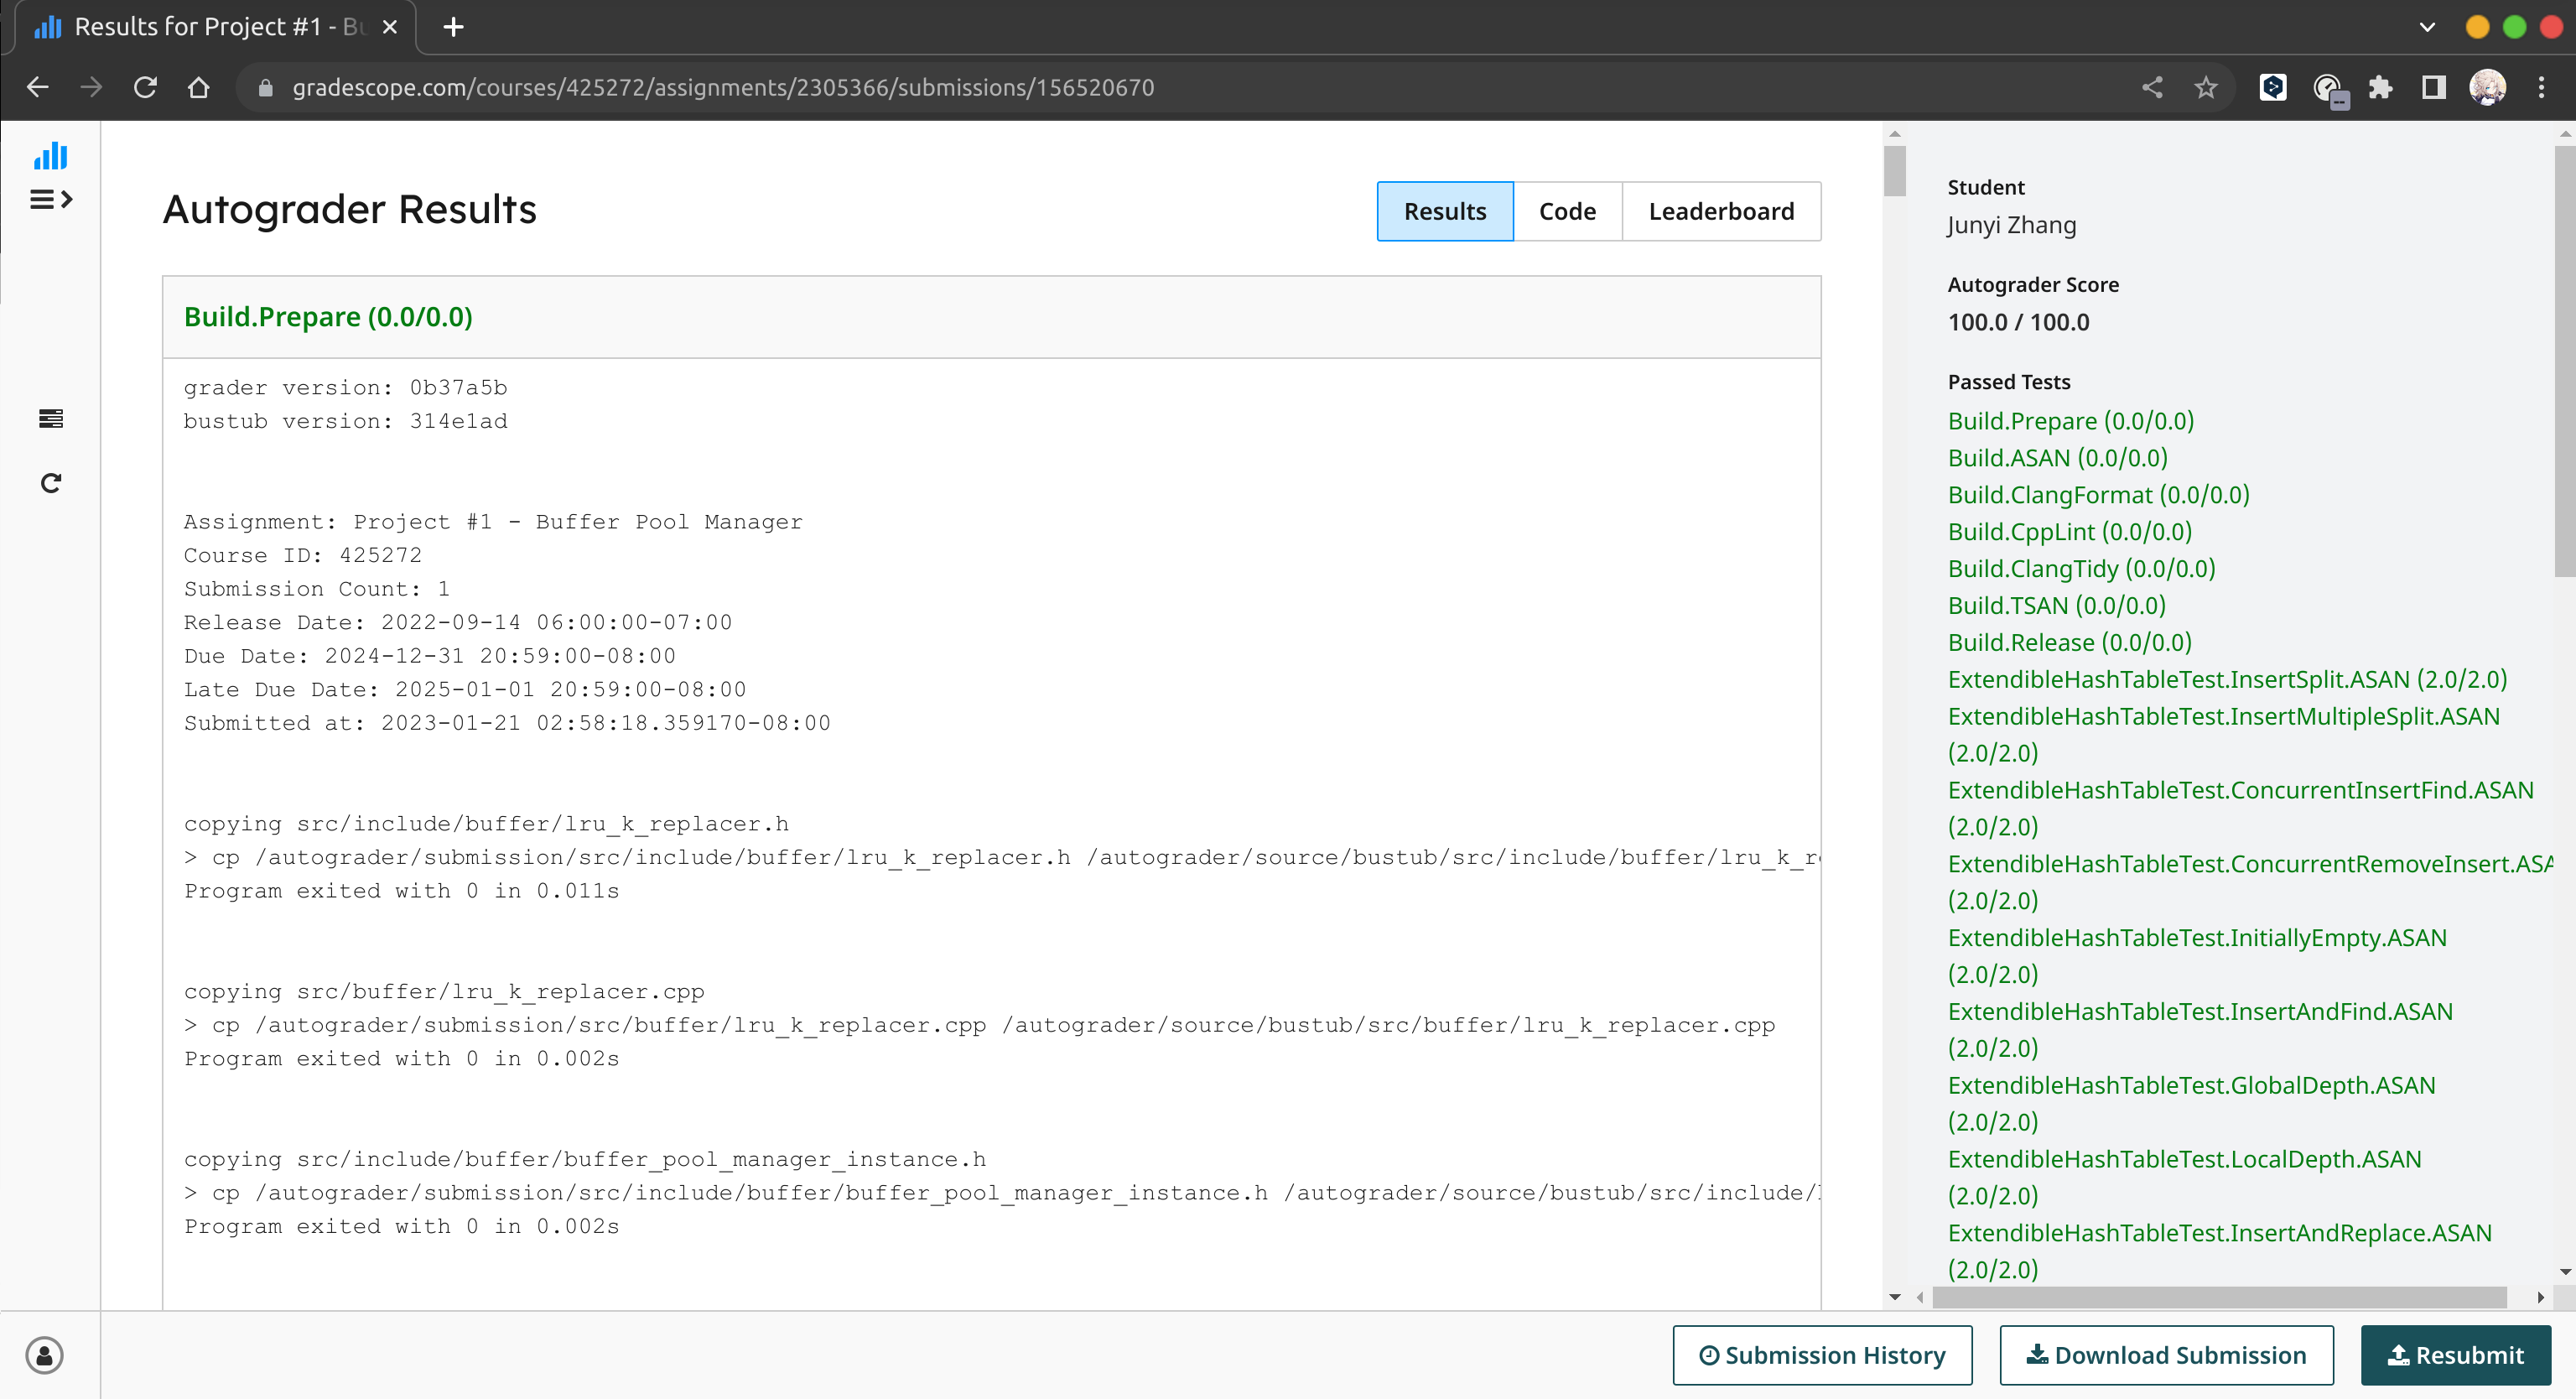 Results for Project #1 - Bu
gradescope.com/courses/425272/assignments/2305366/submissions/156520670
Autograder Results
Results
Code
Leaderboard
Build.Prepare (0.0/0.0)
grader version: 0b37a5b
bustub version: 314e1ad
Assignment: Project #1 - Buffer Pool Manager
Course ID: 425272
Submission Count: 1
Release Date: 2022-09-14 06:00:00-07:00
Due Date: 2024-12-31 20:59:00-08:00
Late Due Date: 2025-01-01 20:59:00-08:00
Submitted at: 2023-01-21 02:58:18.359170-08:00
copying src/include/buffer/lru_k_replacer.h
> cp /autograder/submission/src/include/buffer/lru_k_replacer.h /autograder/source/bustub/src/include/buffer/lru_k_r
Program exited with 0 in 0.011s
copying src/buffer/lru_k_replacer.cpp
> cp /autograder/submission/src/buffer/lru_k_replacer.cpp /autograder/source/bustub/src/buffer/lru_k_replacer.cpp
Program exited with 0 in 0.002s
copying src/include/buffer/buffer_pool_manager_instance.h
> cp /autograder/submission/src/include/buffer/buffer_pool_manager_instance.h /autograder/source/bustub/src/include/
Program exited with 0 in 0.002s
Student
Junyi Zhang
Autograder Score
100.0 / 100.0
Passed Tests
Build.Prepare (0.0/0.0)
Build.ASAN (0.0/0.0)
Build.ClangFormat (0.0/0.0)
Build.CppLint (0.0/0.0)
Build.ClangTidy (0.0/0.0)
Build.TSAN (0.0/0.0)
Build.Release (0.0/0.0)
ExtendibleHashTableTest.InsertSplit.ASAN (2.0/2.0)
ExtendibleHashTableTest.InsertMultipleSplit.ASAN
(2.0/2.0)
ExtendibleHashTableTest.ConcurrentInsertFind.ASAN
(2.0/2.0)
ExtendibleHashTableTest.ConcurrentRemoveInsert.ASA
(2.0/2.0)
ExtendibleHashTableTest.InitiallyEmpty.ASAN
(2.0/2.0)
ExtendibleHashTableTest.InsertAndFind.ASAN
(2.0/2.0)
ExtendibleHashTableTest.GlobalDepth.ASAN
(2.0/2.0)
ExtendibleHashTableTest.LocalDepth.ASAN
(2.0/2.0)
ExtendibleHashTableTest.InsertAndReplace.ASAN
(2.0/2.0)
Submission History
Download Submission
Resubmit